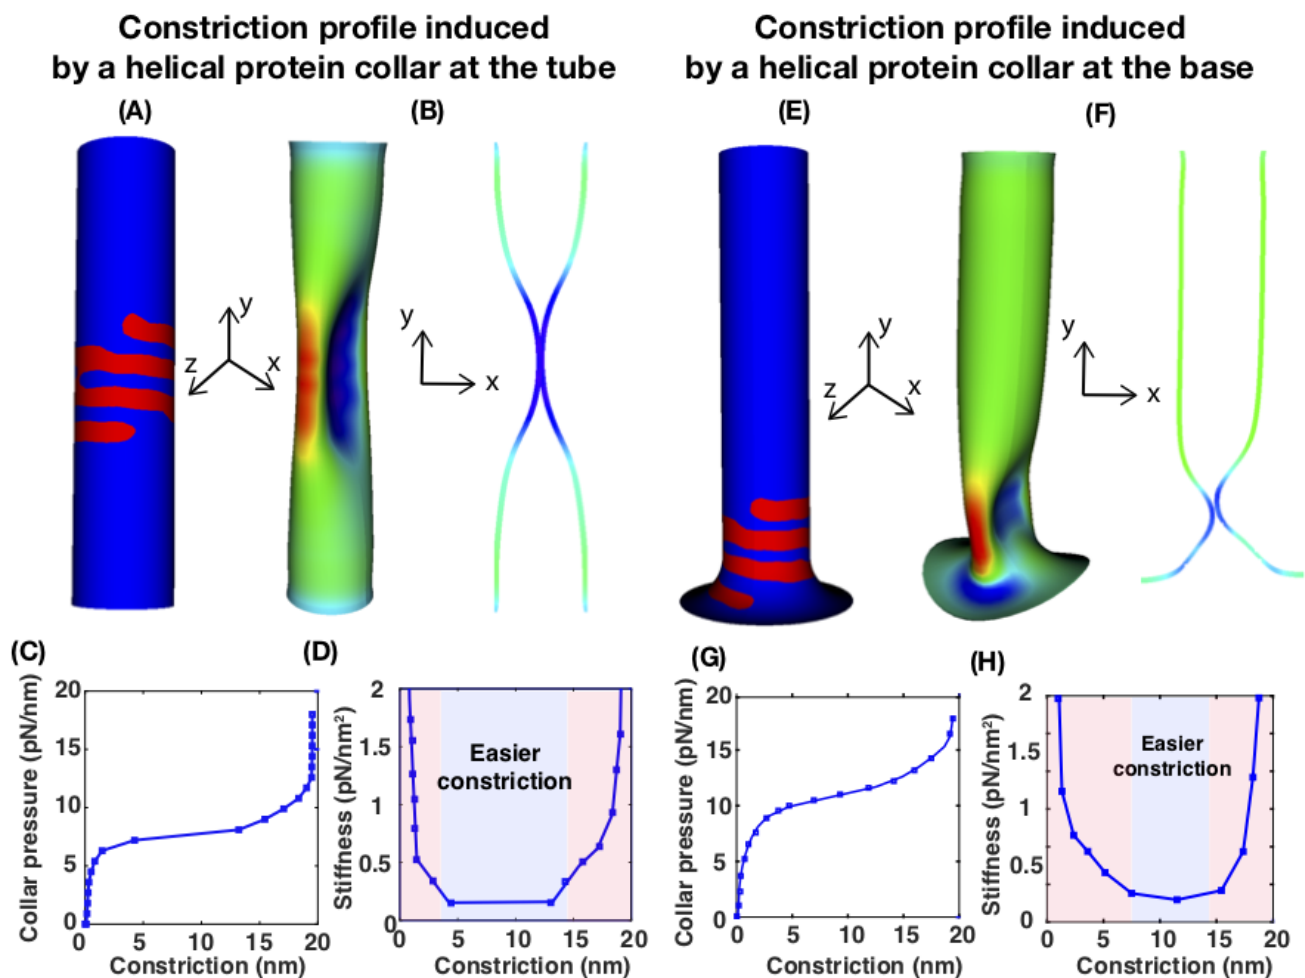 Constriction profile induced
by a helical protein collar at the tube
Constriction profile induced
by a helical protein collar at the base
(A)
(B)
(E)
(F)
y
z
x
y
x
y
z
x
y
x
(C)
(D)
(G)
(H)
Collar presssure (pN/nm)
20
15
10
5
0
0
5
10
15
20
Constriction (nm)
Stiffness (pN/nm²)
2
1
1
0.5
0
Easier
constriction
0
5
10
15
20
Constriction (nm)
Collar pressure (pN/nm)
20
15
10
5
0
0
5
10
15
20
Constriction (nm)
Stiffness (pN/nm²)
2
1.5
1
0.5
0
Easier
constriction
0
5
10
15
20
Constriction (nm)